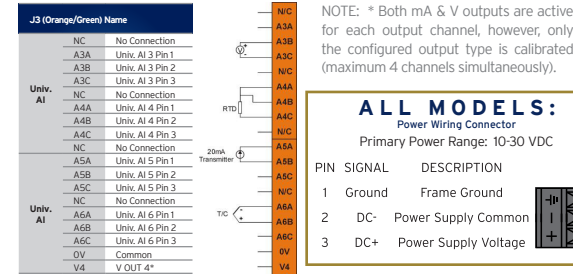 J3 (Orange/Green) Name
NC No Connection
A3A Univ. AI 3 Pin 1
A3B Univ. AI 3 Pin 2
A3C Univ. AI 3 Pin 3
Univ. AI
NC No Connection
A4A Univ. AI 4 Pin 1
A4B Univ. AI 4 Pin 2
A4C Univ. AI 4 Pin 3
NC No Connection
A5A Univ. AI 5 Pin 1
A5B Univ. AI 5 Pin 2
A5C Univ. AI 5 Pin 3
Univ. AI
NC No Connection
A6A Univ. AI 6 Pin 1
A6B Univ. AI 6 Pin 2
A6C Univ. AI 6 Pin 3
0V Common
V4 V OUT 4*
N/C
A3A
A3B
A3C
N/C
A4A
RTD
A4B
A4C
N/C
20mA
Transmitter
A5A
A5B
A5C
N/C
T/C
A6A
A6B
A6C
0V
V4
NOTE: * Both mA & V outputs are active
for each output channel, however, only
the configured output type is calibrated
(maximum 4 channels simultaneously).
ALL MODELS:
Power Wiring Connector
Primary Power Range: 10-30 VDC
PIN SIGNAL DESCRIPTION
1 Ground Frame Ground
2 DC- Power Supply Common
3 DC+ Power Supply Voltage